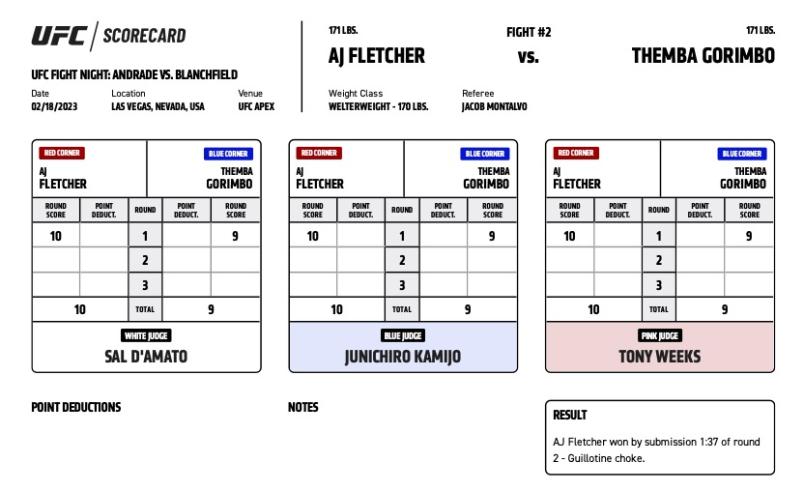 UFC / SCORECARD
UFC FIGHT NIGHT: ANDRADE VS. BLANCHFIELD
Date Location Venue
02/18/2023 LAS VEGAS, NEVADA, USA UFC APEX
171 LBS. FIGHT #2 171 LBS.
AJ FLETCHER VS. THEMBA GORIMBO
Weight Class Referee
WELTERWEIGHT - 170 LBS. JACOB MONTALVO
RED CORNER BLUE CORNER
AJ THEMBA
FLETCHER GORIMBO
ROUND SCORE POINT DEDUCT. ROUND POINT DEDUCT. ROUND SCORE
10 1 9
2
3
10 TOTAL 9
WHITE JUDGE
SAL D'AMATO
RED CORNER BLUE CORNER
AJ THEMBA
FLETCHER GORIMBO
ROUND SCORE POINT DEDUCT. ROUND POINT DEDUCT. ROUND SCORE
10 1 9
2
3
10 TOTAL 9
BLUE JUDGE
JUNICHIRO KAMIJO
RED CORNER BLUE CORNER
AJ THEMBA
FLETCHER GORIMBO
ROUND SCORE POINT DEDUCT. ROUND POINT DEDUCT. ROUND SCORE
10 1 9
2
3
10 TOTAL 9
PINK JUDGE
TONY WEEKS
POINT DEDUCTIONS
NOTES
RESULT
AJ Fletcher won by submission 1:37 of round
2 - Guillotine choke.